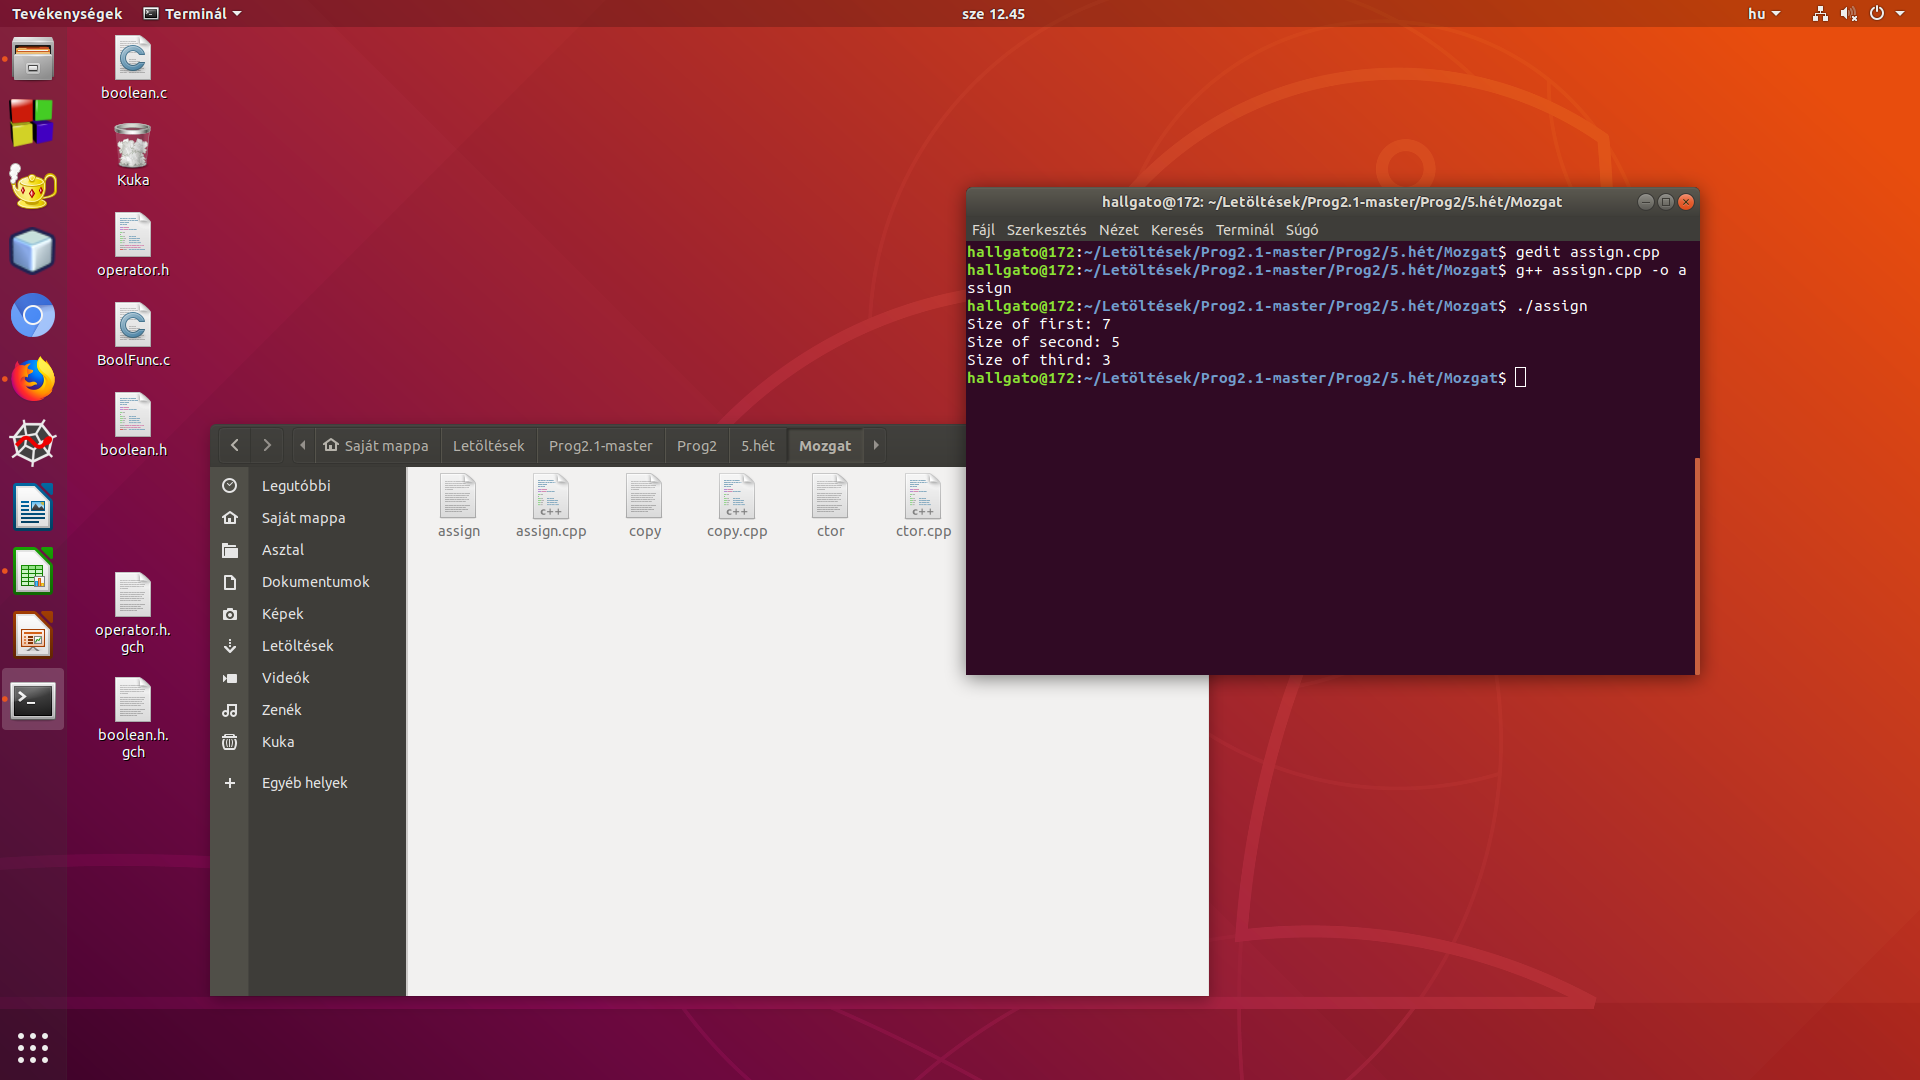 Tevékenységek
Terminál
sze 12.45
hu
boolean.c
Kuka
operator.h
BoolFunc.c
boolean.h
operator.h.
gch
boolean.h.
gch
Saját mappa
Letöltések
Prog2.1-master
Prog2
5.hét
Mozgat
Legutóbbi
Saját mappa
Asztal
Dokumentumok
Képek
Letöltések
Videók
Zenék
Kuka
Egyéb helyek
assign
assign.cpp
copy
copy.cpp
ctor
ctor.cpp
c++
c++
c++
hallgato@172: ~/Letöltések/Prog2.1-master/Prog2/5.hét/Mozgat
Fájl Szerkesztés Nézet Keresés Terminál Súgó
hallgato@172:~/Letöltések/Prog2.1-master/Prog2/5.hét/Mozgat$ gedit assign.cpp
hallgato@172:~/Letöltések/Prog2.1-master/Prog2/5.hét/Mozgat$ g++ assign.cpp -o a
ssign
hallgato@172:~/Letöltések/Prog2.1-master/Prog2/5.hét/Mozgat$ ./assign
Size of first: 7
Size of second: 5
Size of third: 3
hallgato@172:~/Letöltések/Prog2.1-master/Prog2/5.hét/Mozgat$